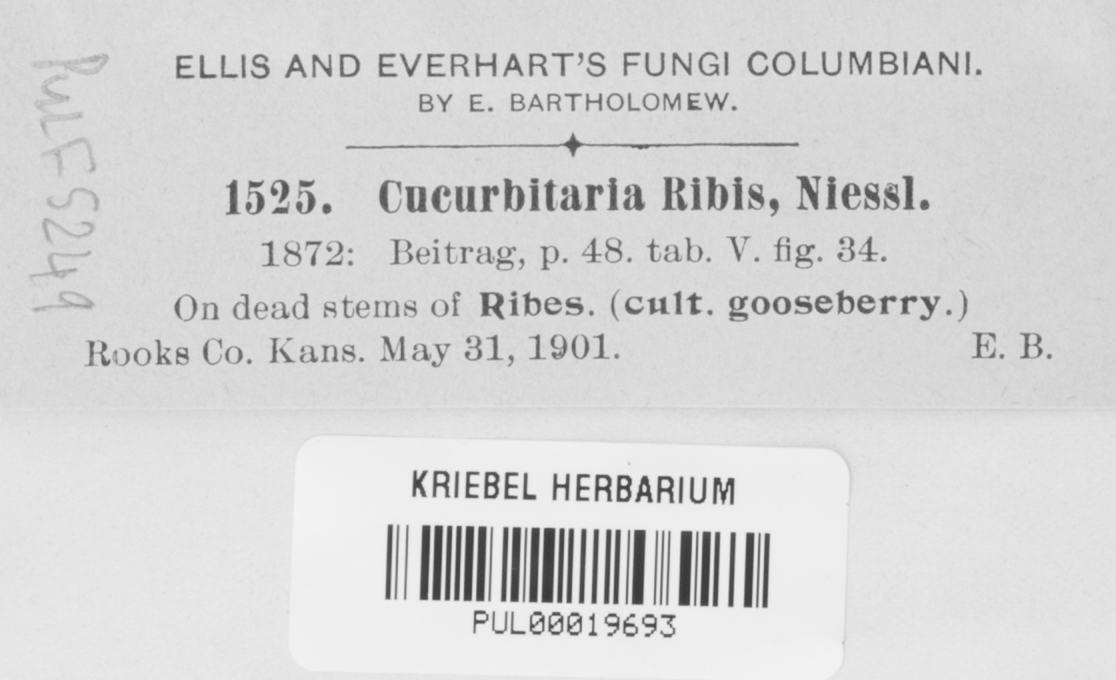 ELLIS AND EVERHART'S FUNGI COLUMBIANI.
BY E. BARTHOLOMEW.
1525. Cucurbitaria Ribis, Niessl.
1872: Beitrag, p. 48. tab. V. fig. 34.
On dead stems of Ribes. (cult. gooseberry.)
Rooks Co. Kans. May 31, 1901. E. B.
PUL F5249
KRIEBEL HERBARIUM
PUL00019693